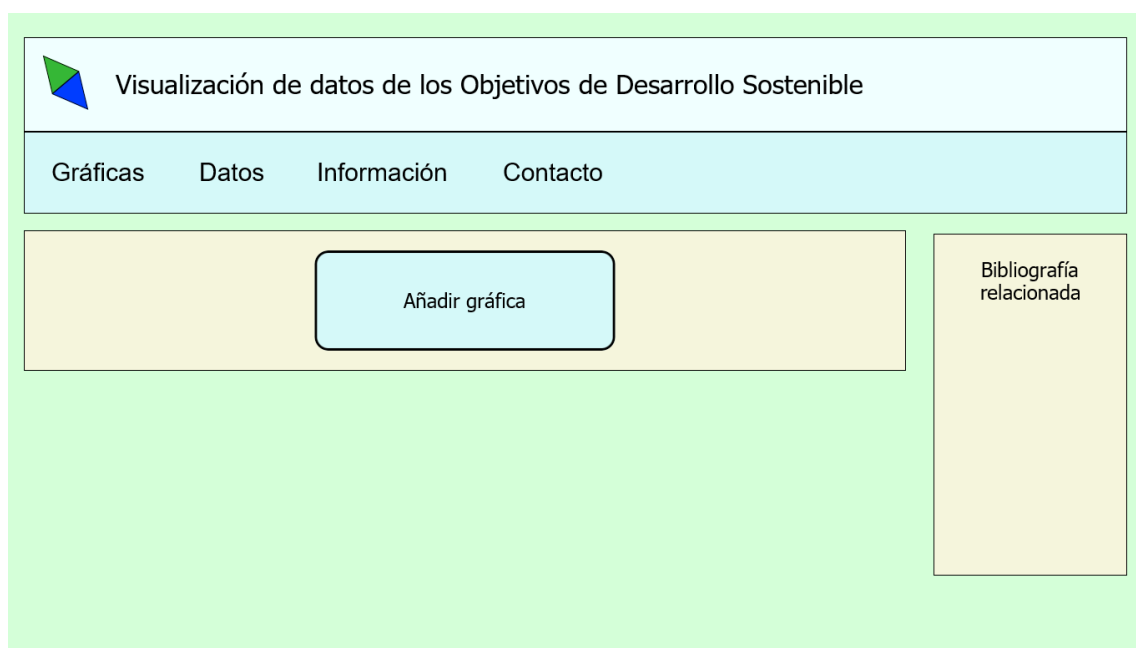 Visualización de datos de los Objetivos de Desarrollo Sostenible
Gráficas Datos Información Contacto
Añadir gráfica
Bibliografía
relacionada